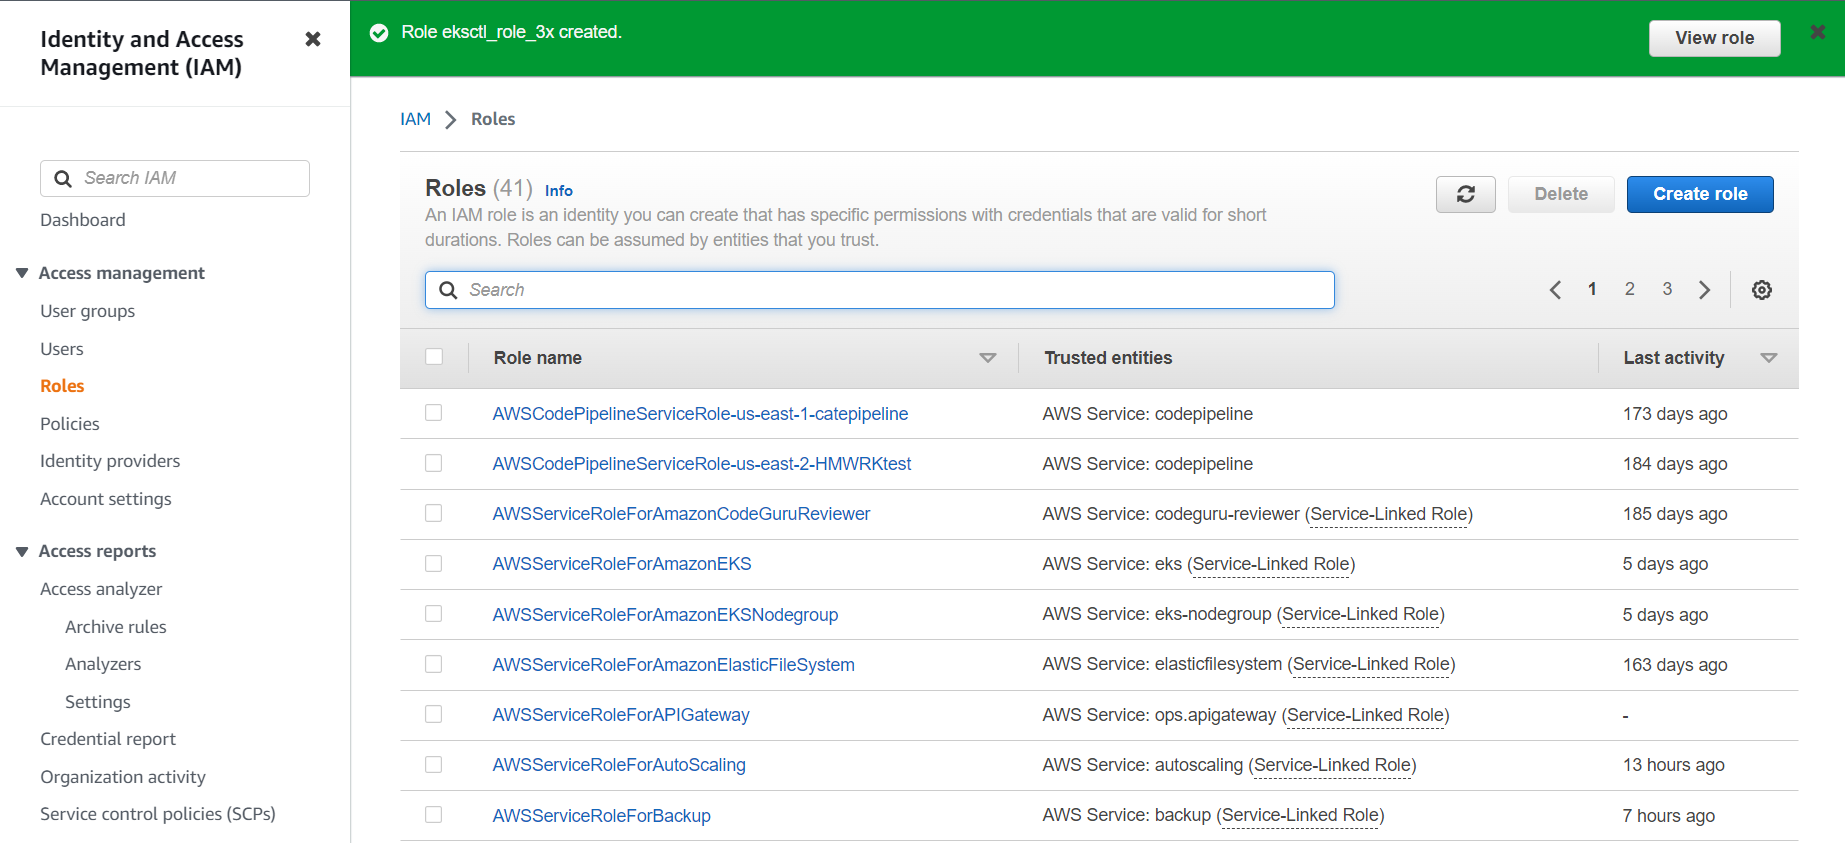 Identity and Access
Management (IAM)
Search IAM
Dashboard
Access management
User groups
Users
Roles
Policies
Identity providers
Account settings
Access reports
Access analyzer
Archive rules
Analyzers
Settings
Credential report
Organization activity
Service control policies (SCPs)
Role eksctl_role_3x created.
View role
IAM Roles
Roles (41) Info
An IAM role is an identity you can create that has specific permissions with credentials that are valid for short
durations. Roles can be assumed by entities that you trust.
Delete
Create role
Search
1 2 3
Role name Trusted entities Last activity
AWSCodePipelineServiceRole-us-east-1-catepipeline AWS Service: codepipeline 173 days ago
AWSCodePipelineServiceRole-us-east-2-HMWRKtest AWS Service: codepipeline 184 days ago
AWSServiceRoleForAmazonCodeGuruReviewer AWS Service: codeguru-reviewer (Service-Linked Role) 185 days ago
AWSServiceRoleForAmazonEKS AWS Service: eks (Service-Linked Role) 5 days ago
AWSServiceRoleForAmazonEKSNodegroup AWS Service: eks-nodegroup (Service-Linked Role) 5 days ago
AWSServiceRoleForAmazonElasticFileSystem AWS Service: elasticfilesystem (Service-Linked Role) 163 days ago
AWSServiceRoleForAPIGateway AWS Service: ops.apigateway (Service-Linked Role) -
AWSServiceRoleForAutoScaling AWS Service: autoscaling (Service-Linked Role) 13 hours ago
AWSServiceRoleForBackup AWS Service: backup (Service-Linked Role) 7 hours ago